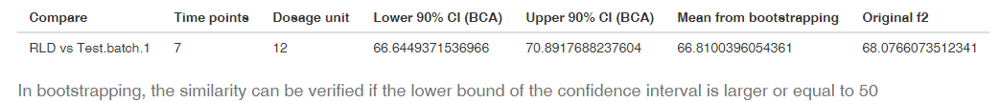 Compare Time points Dosage unit Lower 90% CI (BCA) Upper 90% CI (BCA) Mean from bootstrapping Original f2
RLD vs Test.batch.1 7 12 66.6449371536966 70.8917688237604 66.8100396054361 68.0766073512341
In bootstrapping, the similarity can be verified if the lower bound of the confidence interval is larger or equal to 50